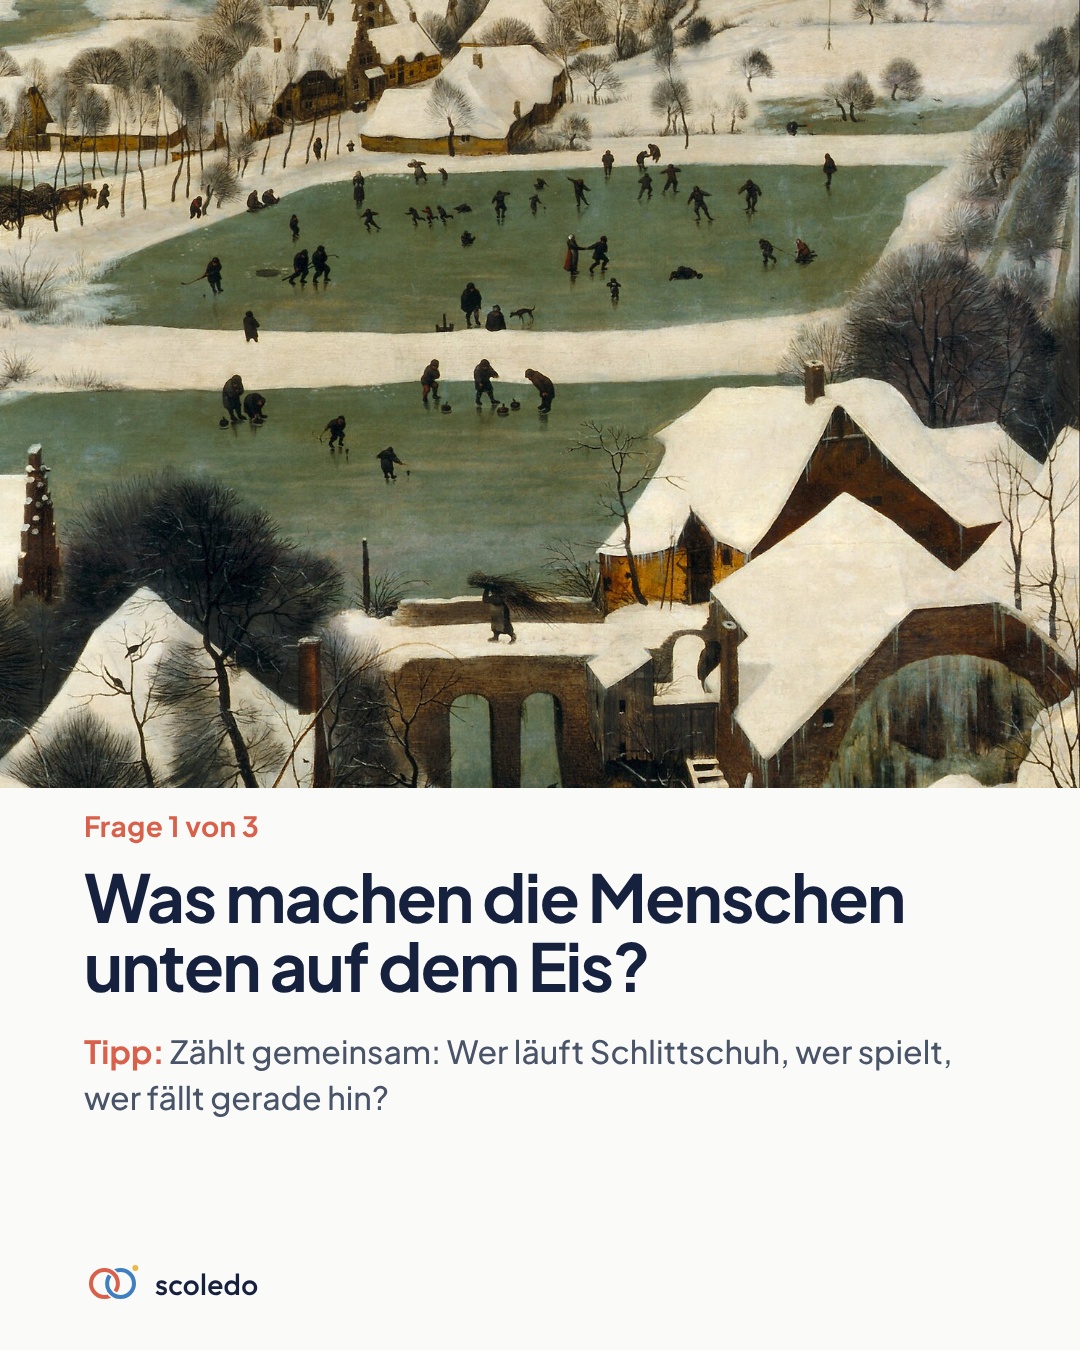 Frage 1 von 3
Was machen die Menschen
unten auf dem Eis?
Tipp: Zählt gemeinsam: Wer läuft Schlittschuh, wer spielt,
wer fällt gerade hin?
scoledo